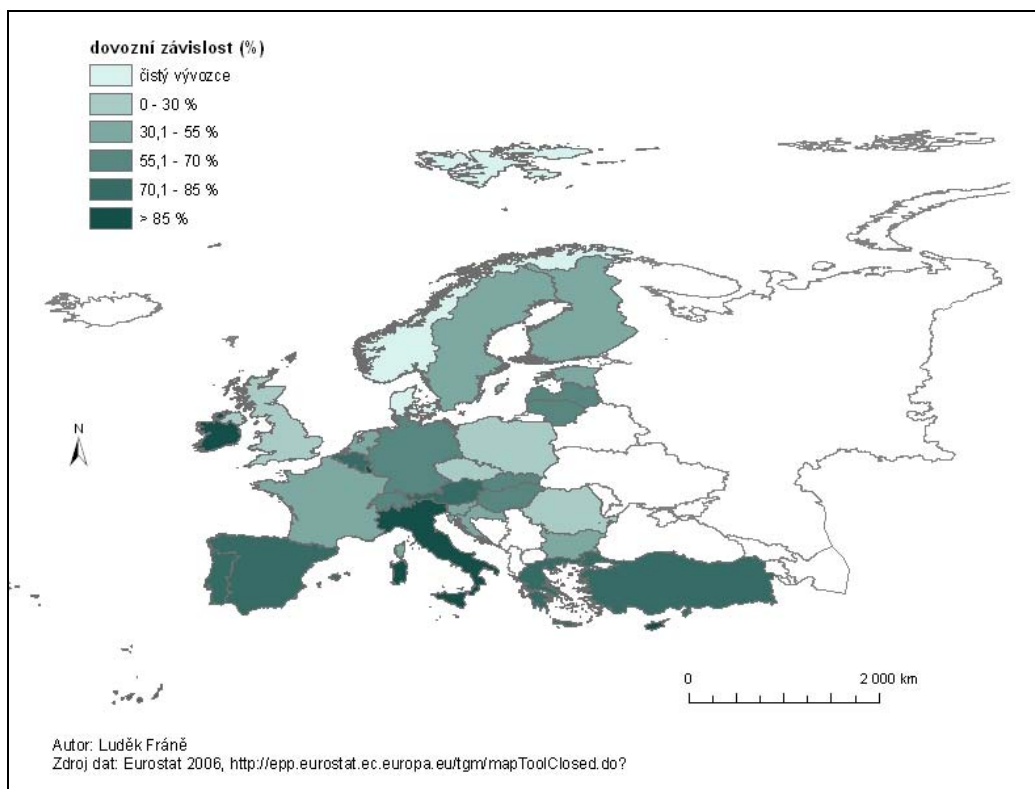 dovozní závislost (%)
čistý vývozce
0 - 30 %
30,1 - 55 %
55,1 - 70 %
70,1 - 85 %
> 85 %
N
0 2 000 km
Autor: Luděk Fráně
Zdroj dat: Eurostat 2006, http://epp.eurostat.ec.europa.eu/tgm/mapToolClosed.do?